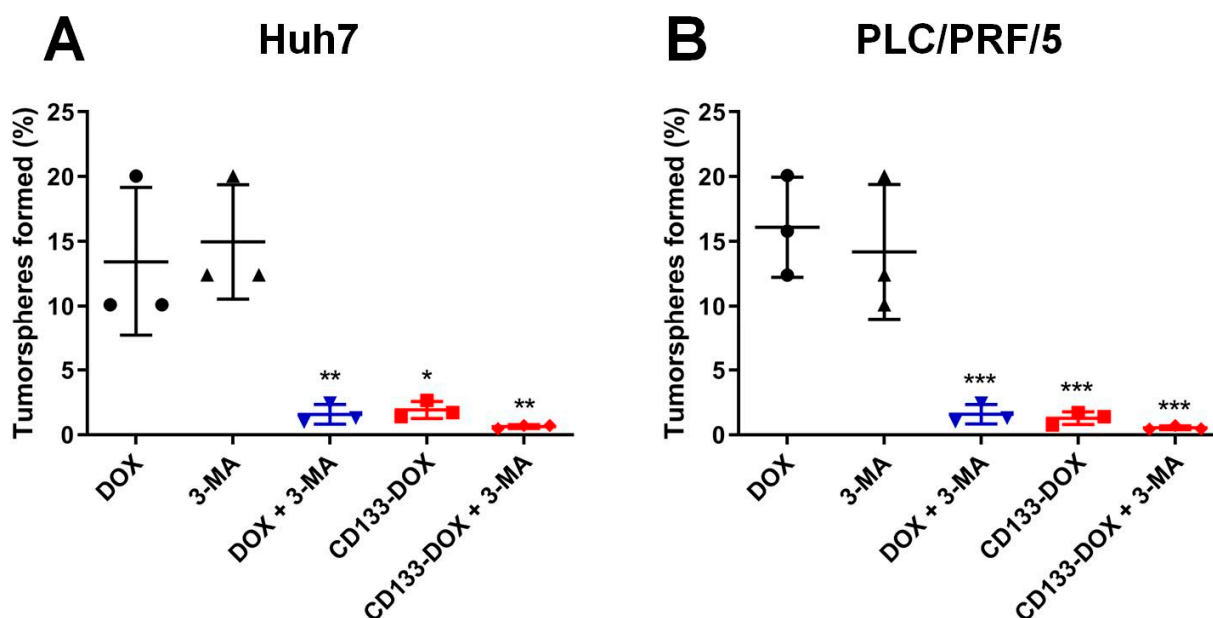 A
Huh7
Tumorspheres formed (%)
25
20
15
10
5
0
**
*
**
DOX
3-MA
DOX + 3-MA
CD133-DOX
CD133-DOX + 3-MA
B
PLC/PRF/5
Tumorspheres formed (%)
25
20
15
10
5
0
***
***
***
DOX
3-MA
DOX + 3-MA
CD133-DOX
CD133-DOX + 3-MA